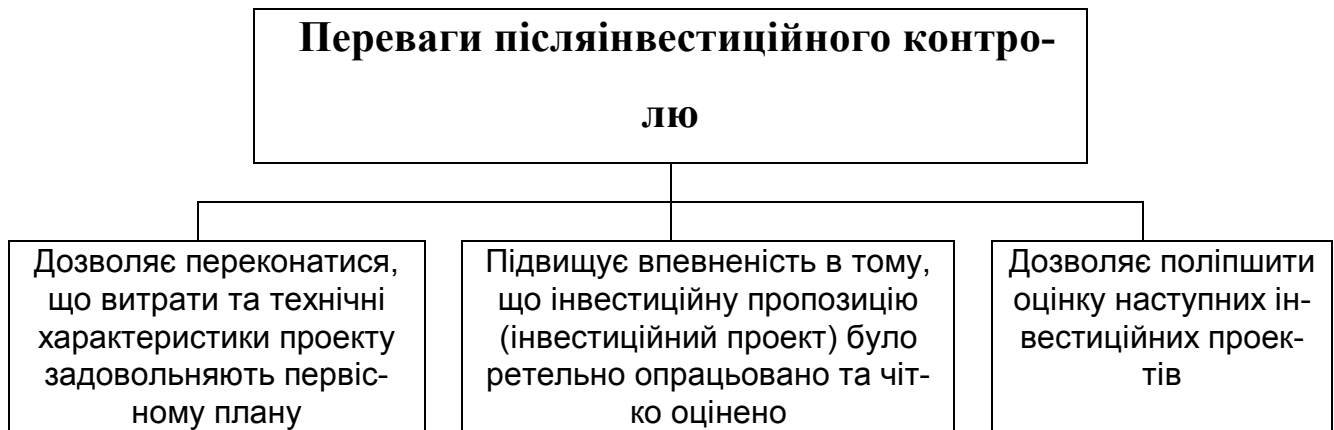 Переваги післяінвестиційного контро-
лю
Дозволяє переконатися,
що витрати та технічні
характеристики проекту
задовольняють первіс-
ному плану
Підвищує впевненість в тому,
що інвестиційну пропозицію
(інвестиційний проект) було
ретельно опрацьовано та чіт-
ко оцінено
Дозволяє поліпшити
оцінку наступних ін-
вестиційних проек-
тів